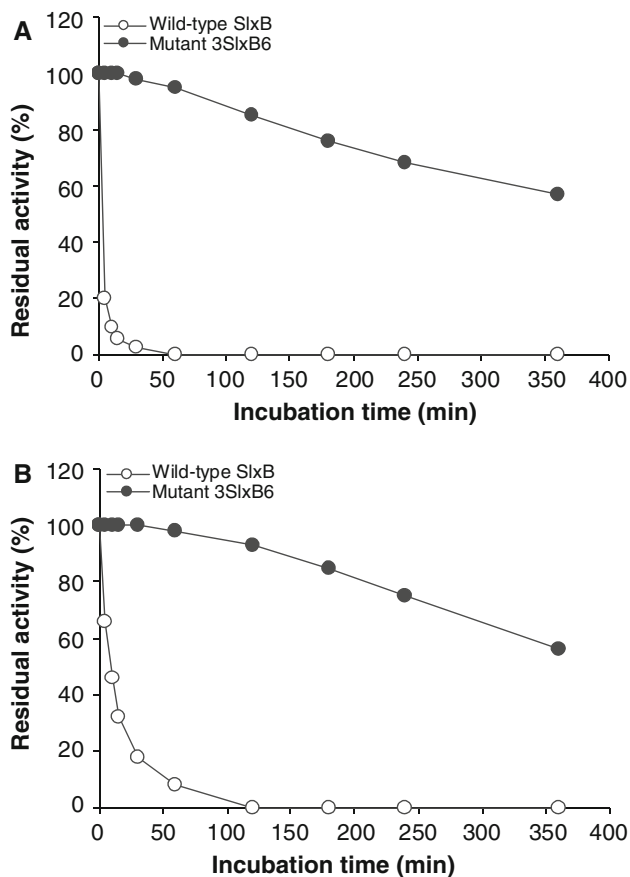 A
Wild-type SlxB
Mutant 3SlxB6
120
100
80
60
40
20
0
Residual activity (%)
0 50 100 150 200 250 300 350 400
Incubation time (min)
B
Wild-type SlxB
Mutant 3SlxB6
120
100
80
60
40
20
0
Residual activity (%)
0 50 100 150 200 250 300 350 400
Incubation time (min)